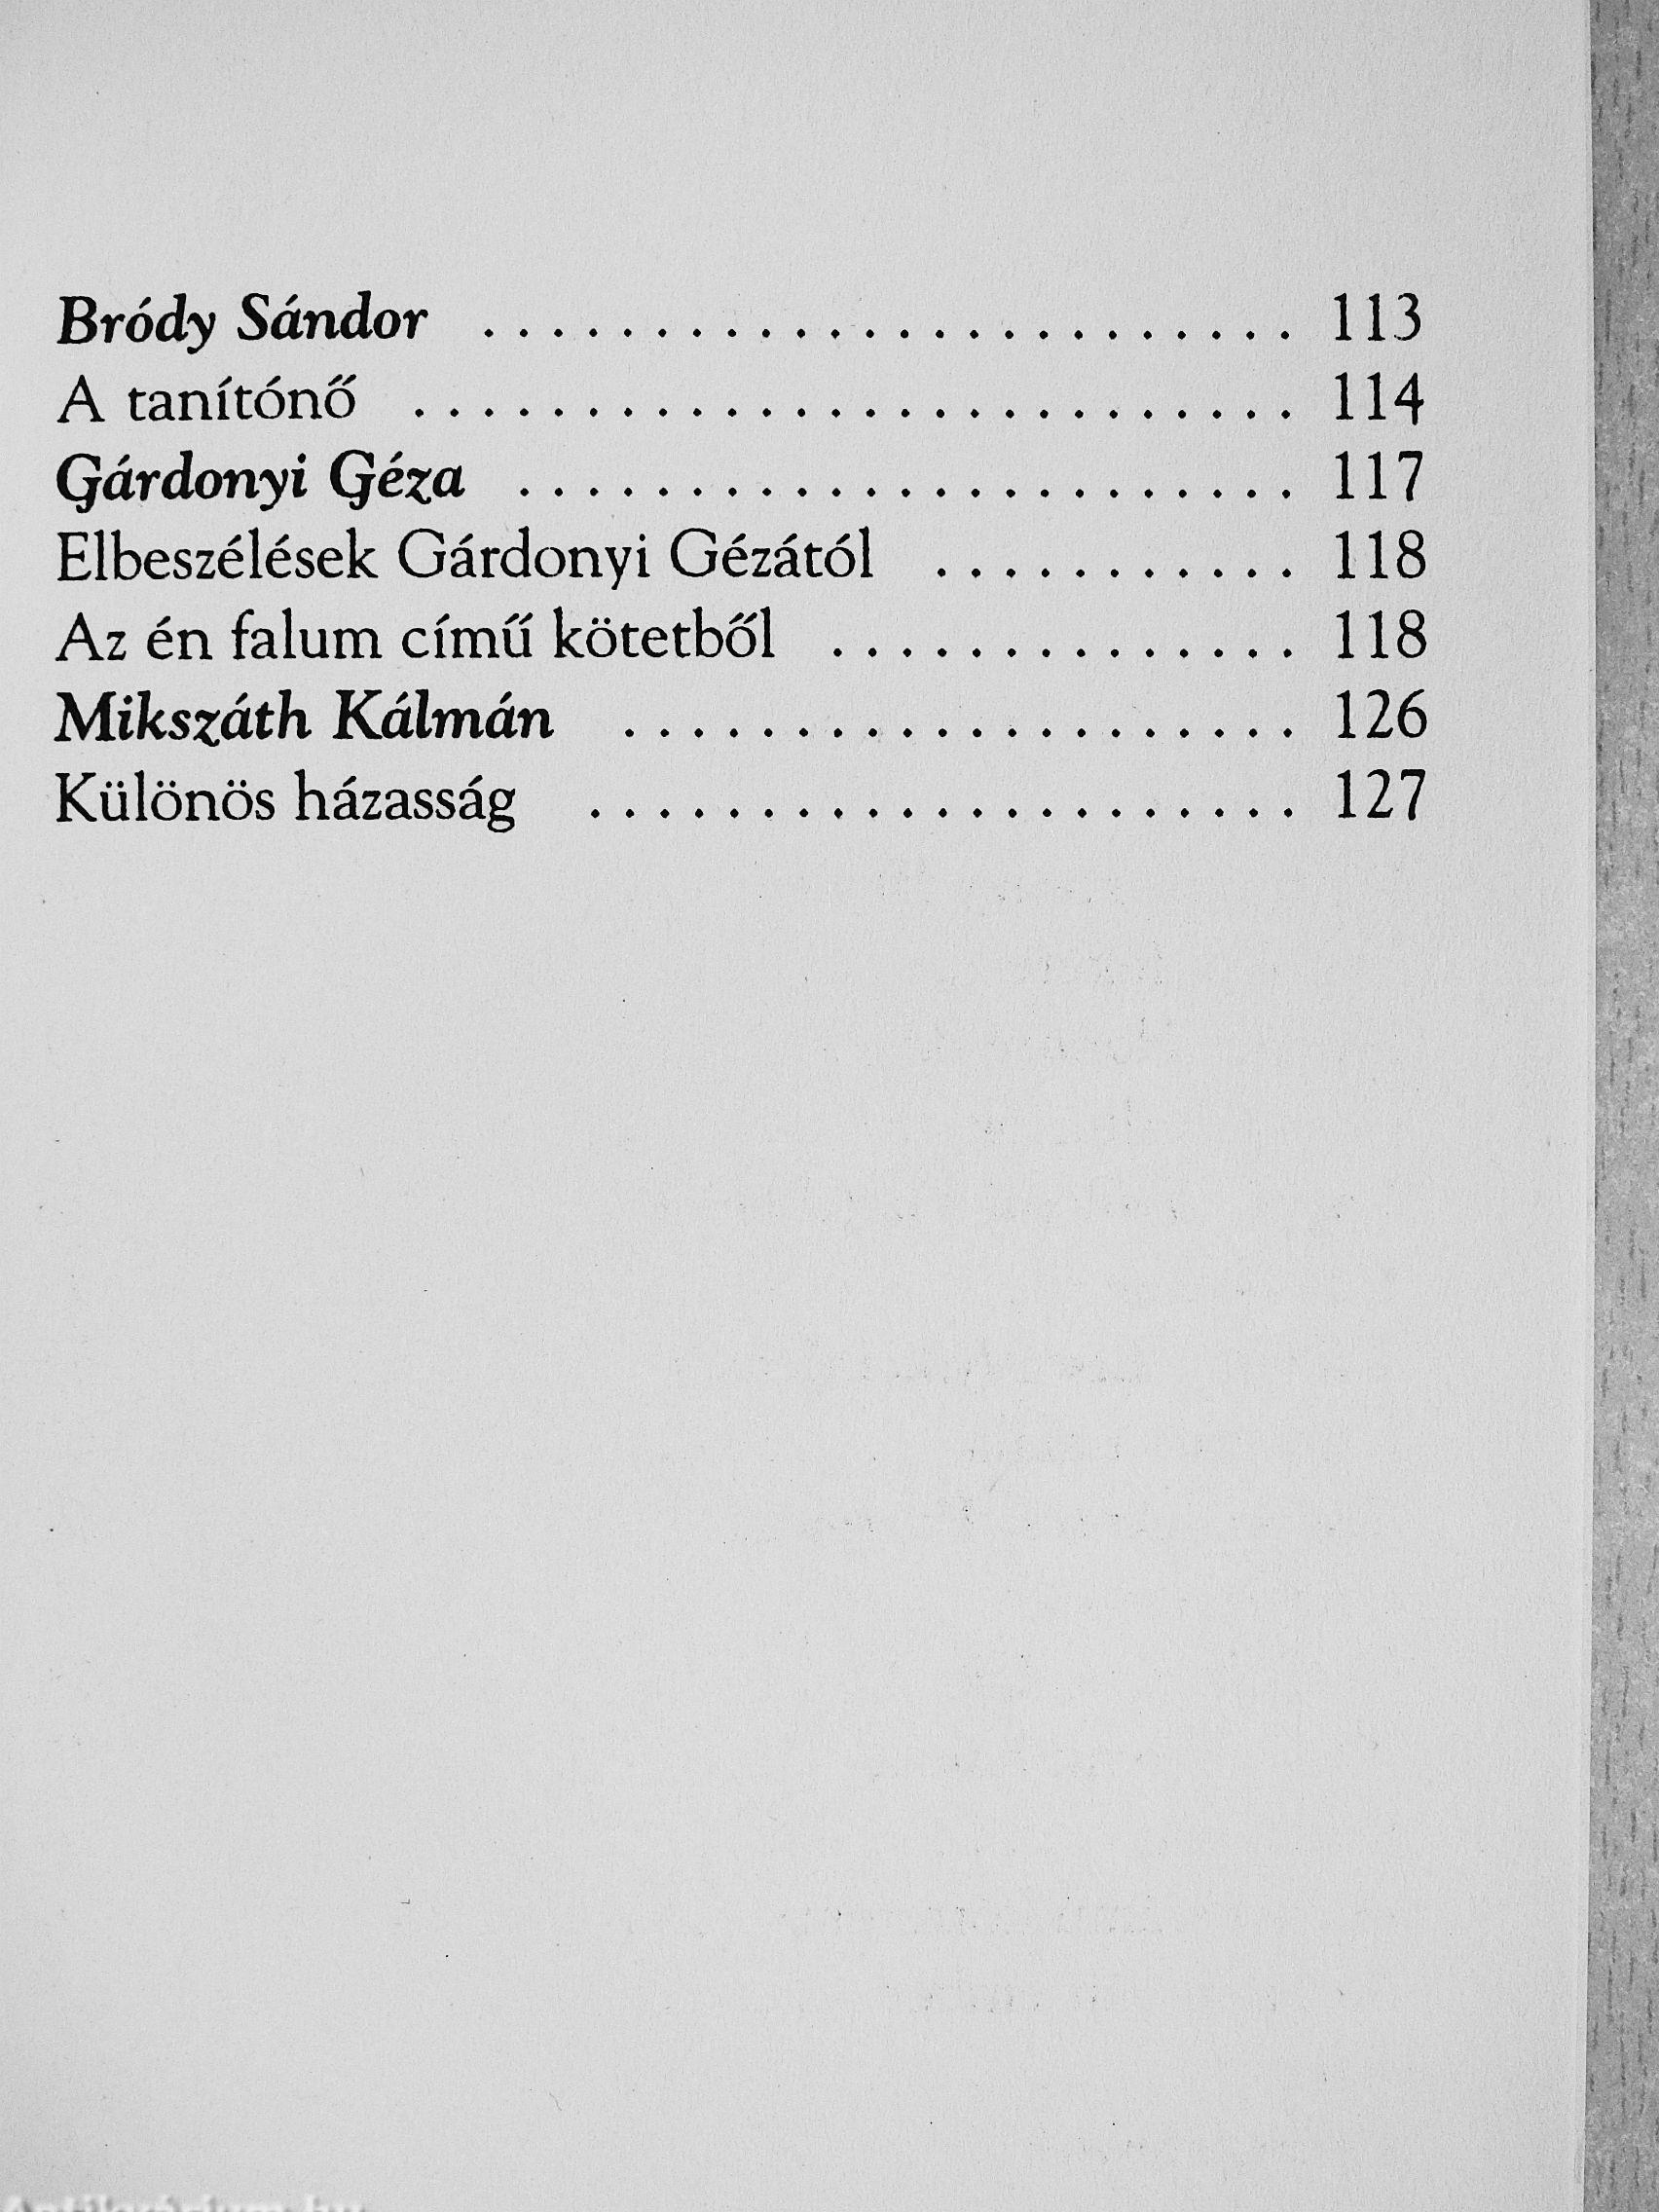 Bródy Sándor . . . . . . . . . . . . . . . . . . . . . . . . 113
A tanítónő . . . . . . . . . . . . . . . . . . . . . . . . . . 114
Gárdonyi Géza . . . . . . . . . . . . . . . . . . . . . . . 117
Elbeszélések Gárdonyi Gézától . . . . . . . . . . . 118
Az én falum című kötetből . . . . . . . . . . . . . . 118
Mikszáth Kálmán . . . . . . . . . . . . . . . . . . . . 126
Különös házasság . . . . . . . . . . . . . . . . . . . . . 127